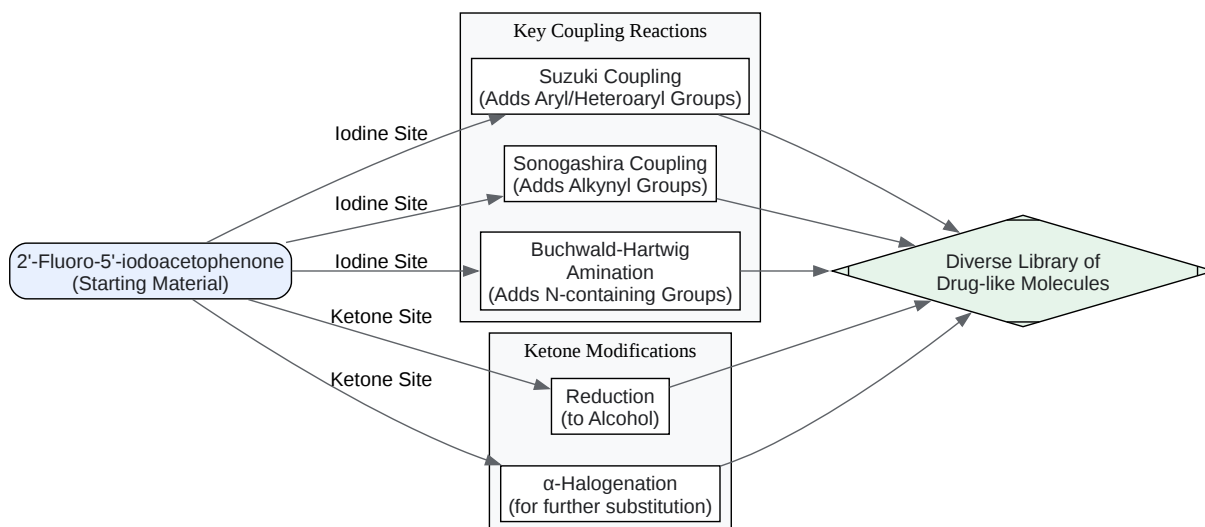 Key Coupling Reactions
Suzuki Coupling
(Adds Aryl/Heteroaryl Groups)
Iodine Site
Sonogashira Coupling
(Adds Alkynyl Groups)
Iodine Site
Buchwald-Hartwig
Amination
(Adds N-containing Groups)
Iodine Site
2'-Fluoro-5'-iodoacetophenone
(Starting Material)
Diverse Library of
Drug-like Molecules
Ketone Site
Ketone Modifications
Reduction
(to Alcohol)
Ketone Site
α-Halogenation
(for further substitution)